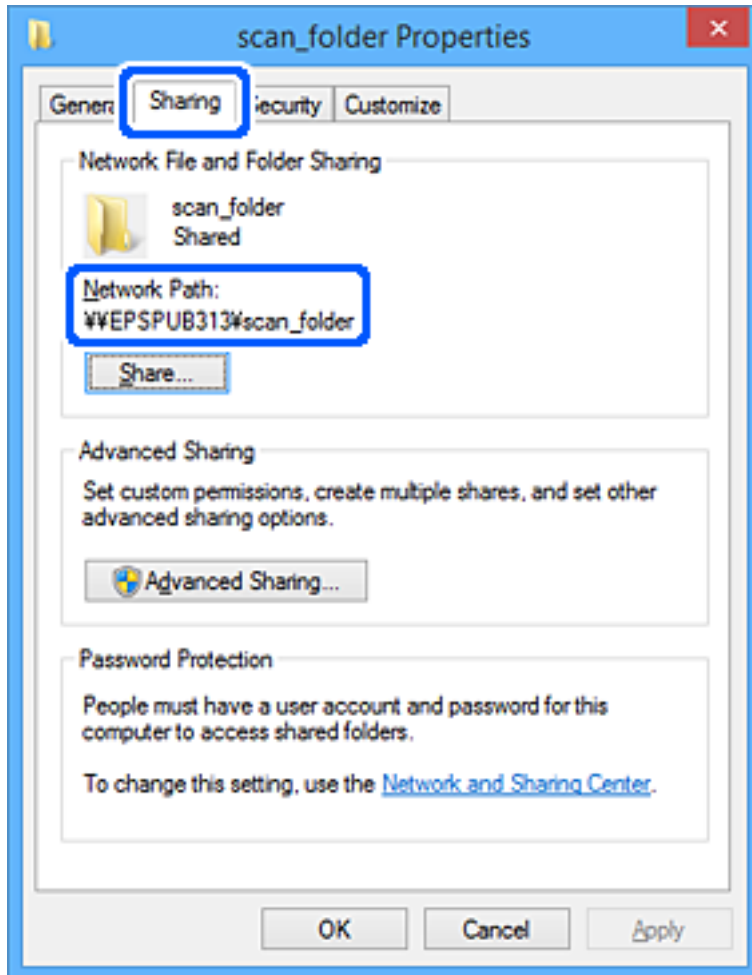 scan_folder Properties
Sharing
Customize
Network File and Folder Sharing
scan_folder
Shared
Network Path:
¥¥EPSPUB313¥scan_folder
Share...
Advanced Sharing
Set custom permissions, create multiple shares, and set other
advanced sharing options.
Advanced Sharing...
Password Protection
People must have a user account and password for this
computer to access shared folders.
To change this setting, use the Network and Sharing Center.
OK
Cancel
Apply